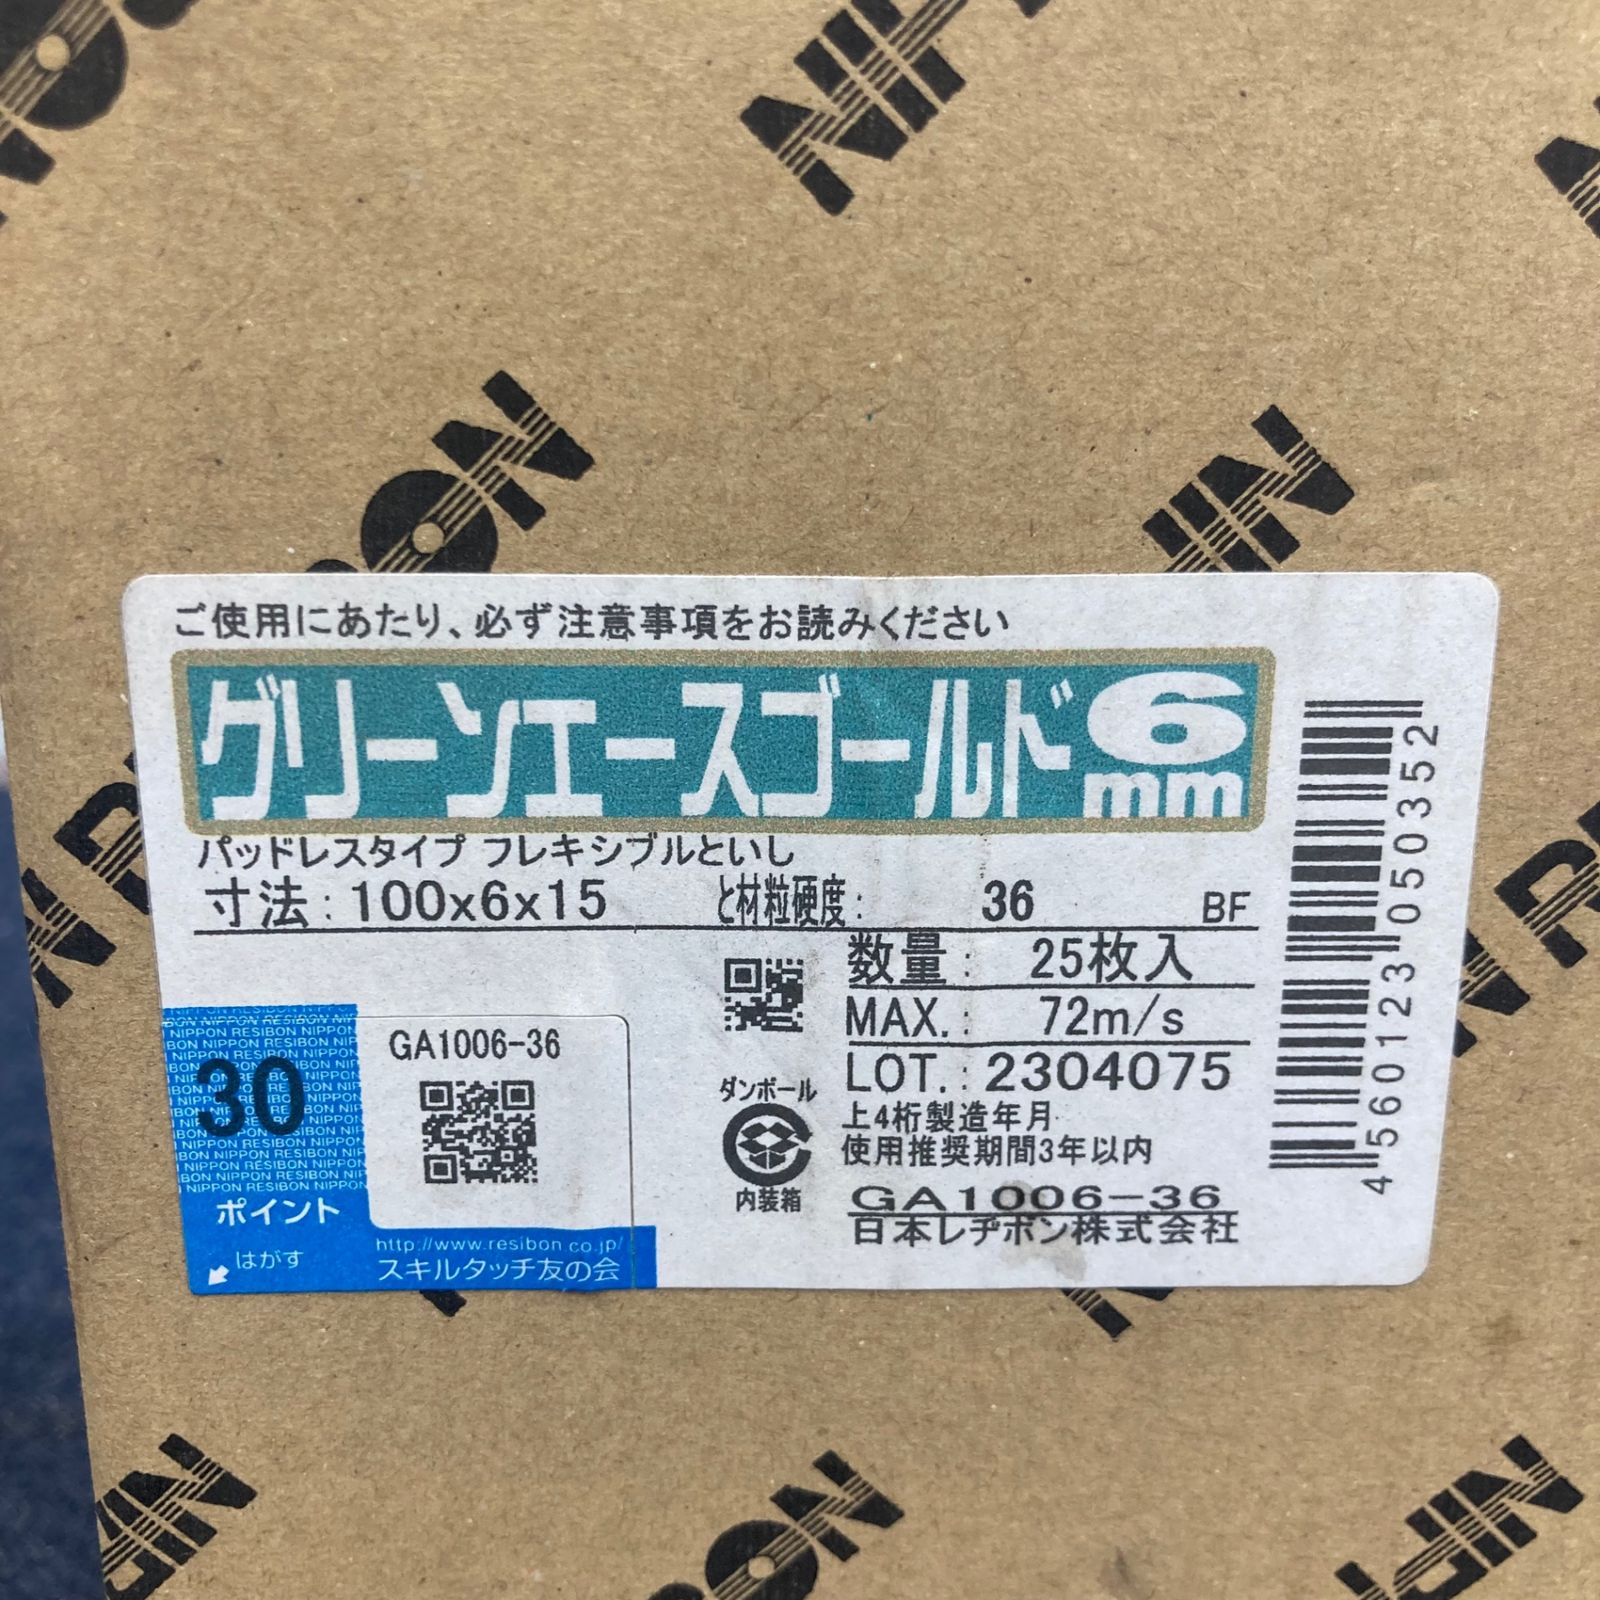 NIPPON
ご使用にあたり、必ず注意事項をお読みください
グリーンエースゴールド6mm
パッドレスタイプ フレキシブルといし
寸法:100x6x15 と材粒硬度: 36 BF
数量: 25枚入
MAX.: 72m/s
LOT.: 2304075
上4桁製造年月
使用推奨期間3年以内
GA1006-36
日本レヂボン株式会社
ダンボール
内装箱
GA1006-36
NIPPON RESIBON
30
ポイント
はがす
http://www.resibon.co.jp/
スキルタッチ友の会
4560123050352